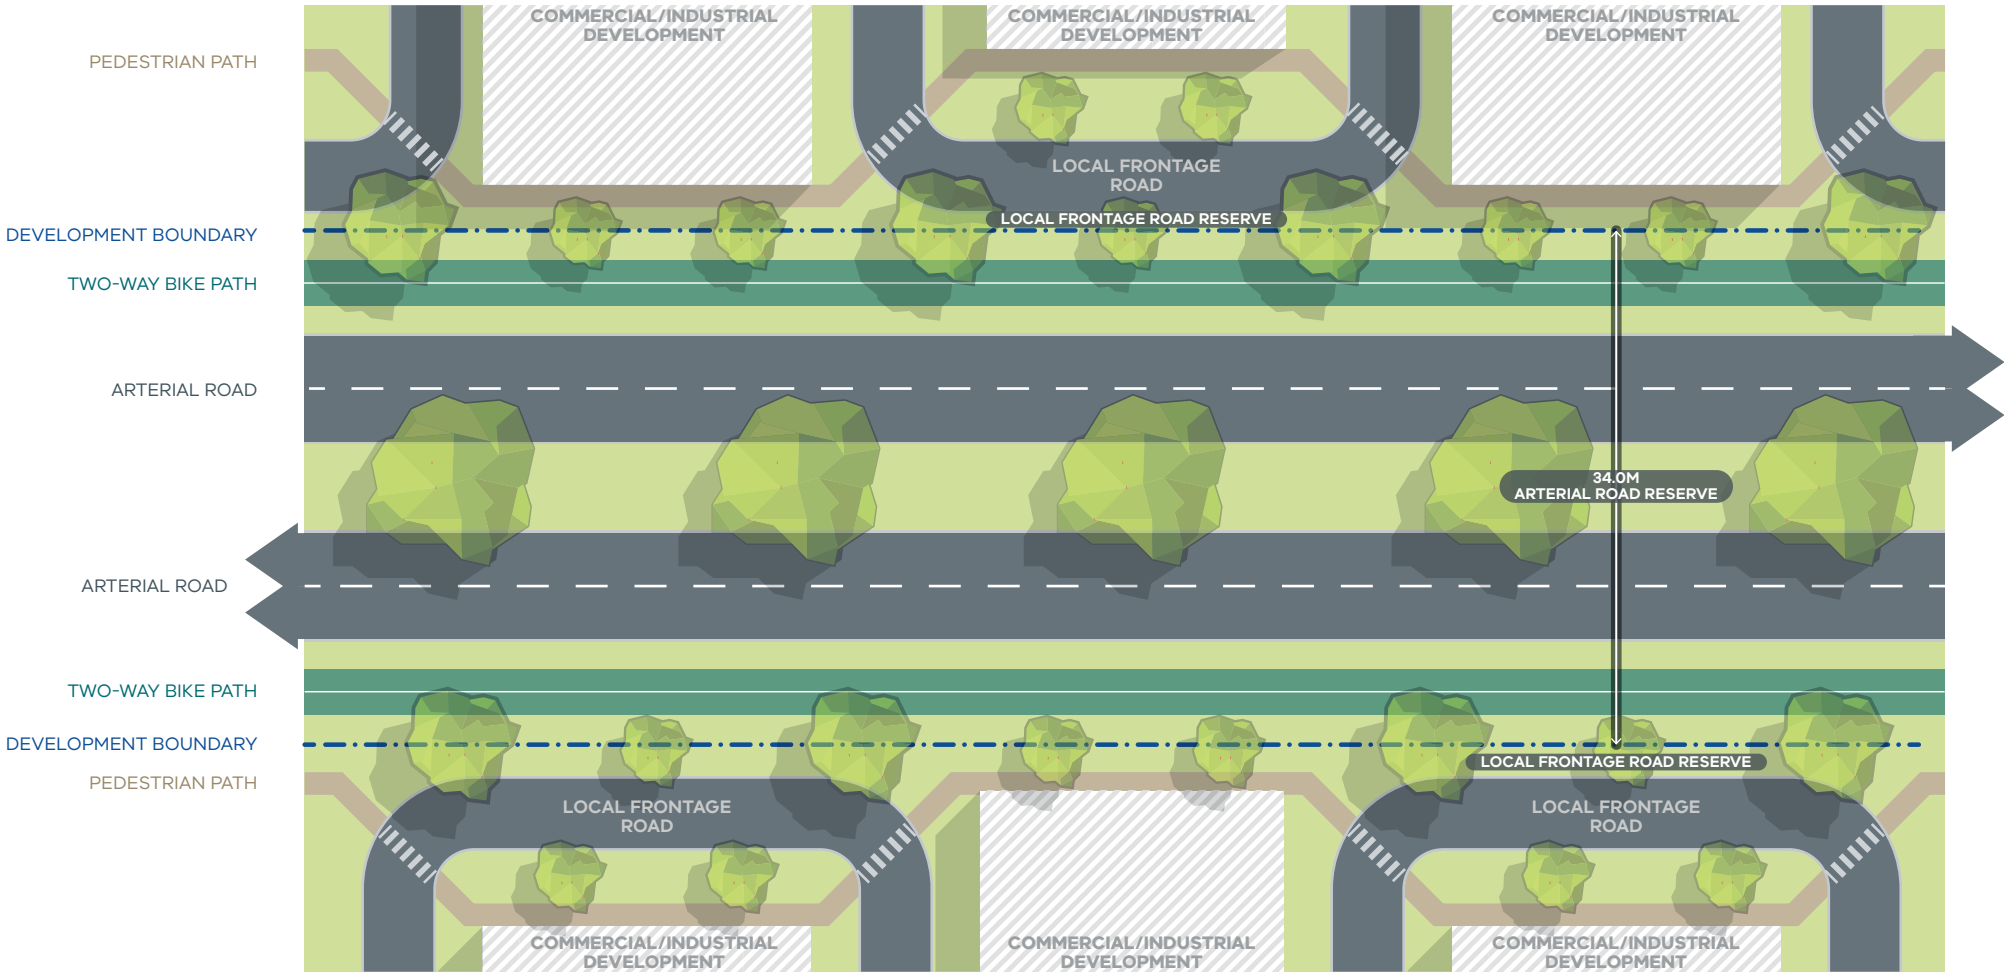 COMMERCIAL/INDUSTRIAL
DEVELOPMENT
COMMERCIAL/INDUSTRIAL
DEVELOPMENT
COMMERCIAL/INDUSTRIAL
DEVELOPMENT
PEDESTRIAN PATH
LOCAL FRONTAGE
ROAD
LOCAL FRONTAGE ROAD RESERVE
DEVELOPMENT BOUNDARY
TWO-WAY BIKE PATH
ARTERIAL ROAD
34.0M
ARTERIAL ROAD RESERVE
ARTERIAL ROAD
TWO-WAY BIKE PATH
DEVELOPMENT BOUNDARY
LOCAL FRONTAGE ROAD RESERVE
PEDESTRIAN PATH
LOCAL FRONTAGE
ROAD
LOCAL FRONTAGE
ROAD
COMMERCIAL/INDUSTRIAL
DEVELOPMENT
COMMERCIAL/INDUSTRIAL
DEVELOPMENT
COMMERCIAL/INDUSTRIAL
DEVELOPMENT